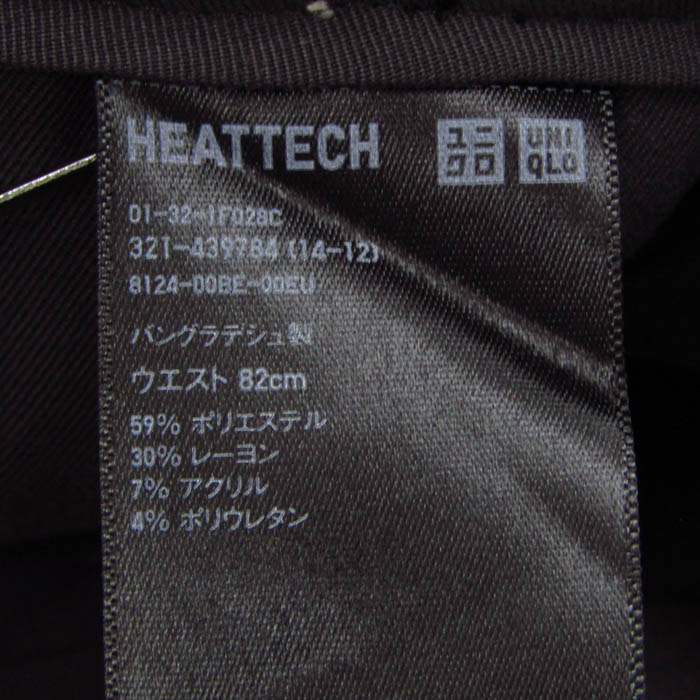 HEATTECH ユニクロ UNIQLO
01-32-1F028C
321-439784 (14-12)
8124-00BE-00EU
バングラデシュ製
ウエスト 82cm
59% ポリエステル
30% レーヨン
7% アクリル
4% ポリウレタン